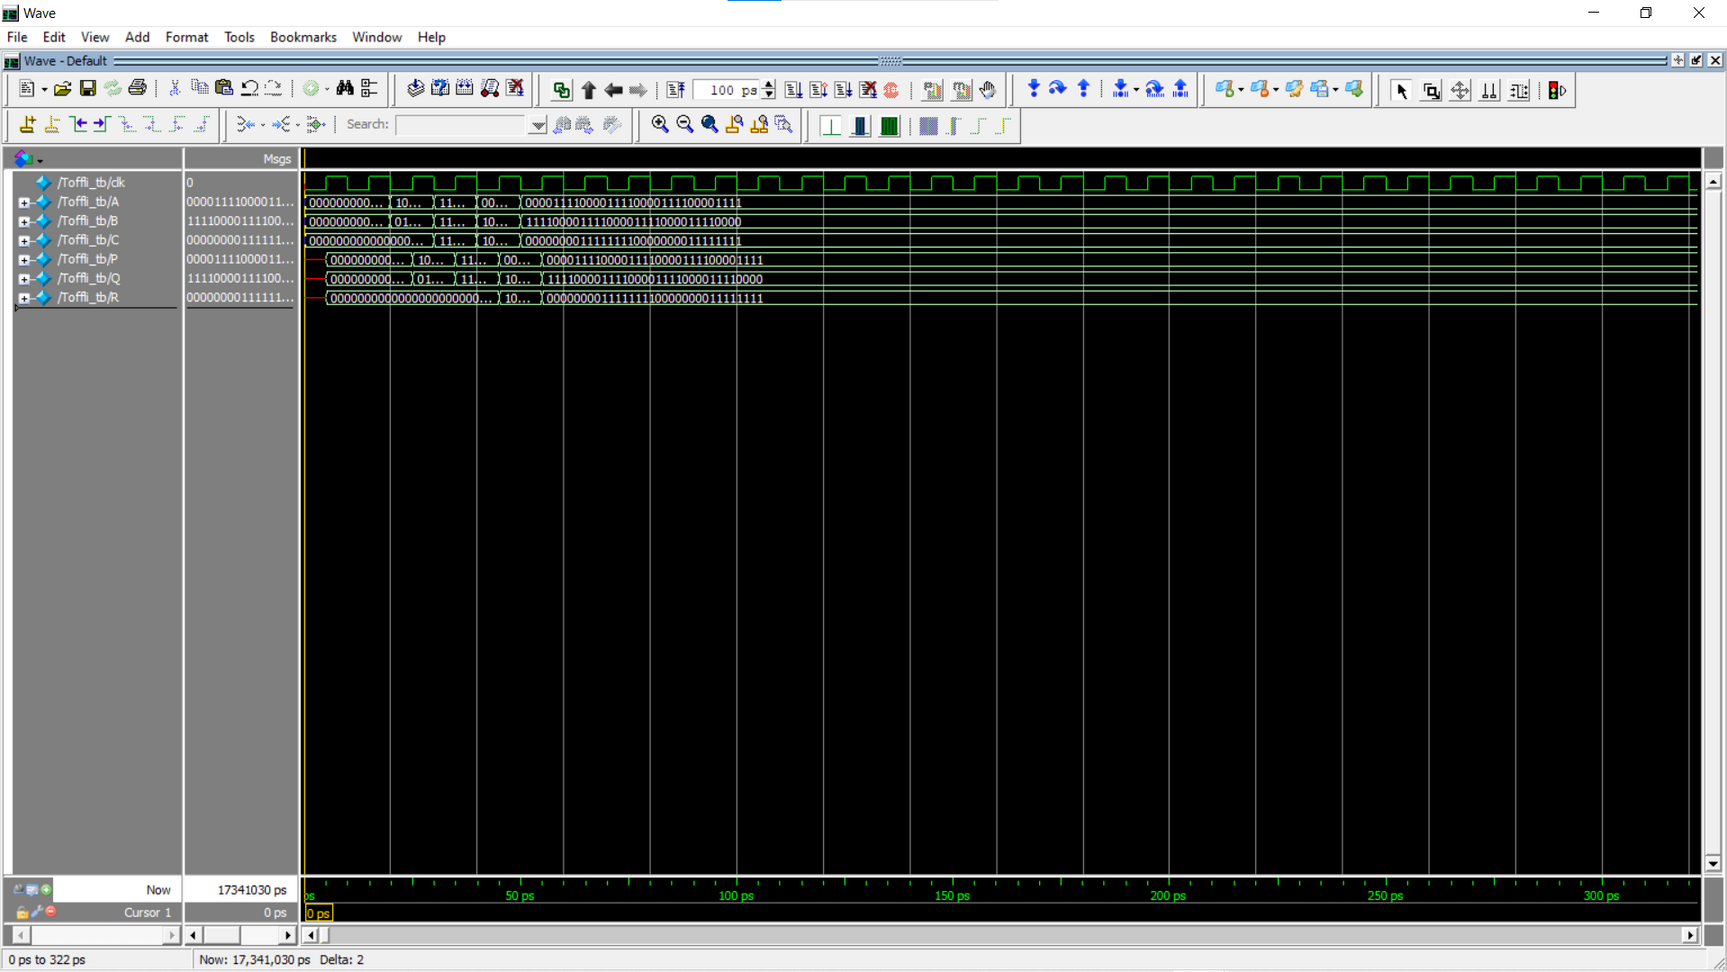 Wave
File Edit View Add Format Tools Bookmarks Window Help
Wave - Default
100 ps
Search:
Msgs
/Toffli_tb/clk 0
/Toffli_tb/A 00001111000011... 000000000... 10... 11... 00... 00001111000011110000111100001111
/Toffli_tb/B 11110000111100... 000000000... 01... 11... 10... 11110000111100001111000011110000
/Toffli_tb/C 00000000111111... 000000000000000... 11... 10... 00000000111111110000000011111111
/Toffli_tb/P 00001111000011... 000000000... 10... 11... 00... 00001111000011110000111100001111
/Toffli_tb/Q 11110000111100... 000000000... 01... 11... 10... 11110000111100001111000011110000
/Toffli_tb/R 00000000111111... 0000000000000000000000... 10... 00000000111111110000000011111111
Now 17341030 ps ps 50 ps 100 ps 150 ps 200 ps 250 ps 300 ps
Cursor 1 0 ps 0 ps
0 ps to 322 ps Now: 17,341,030 ps Delta: 2